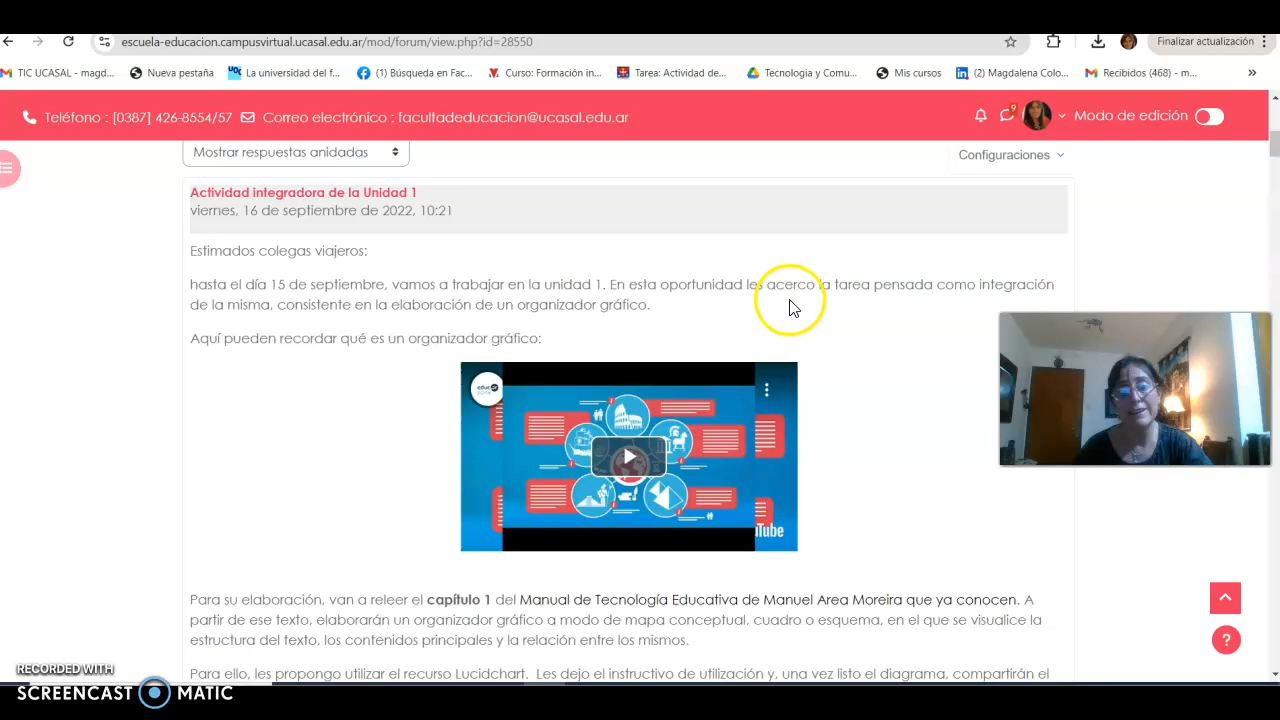 escuela-educacion.campusvirtual.ucasal.edu.ar/mod/forum/view.php?id=28550
Finalizar actualización
TIC UCASAL - magd...
Nueva pestaña
UOC La universidad del f...
(1) Búsqueda en Fac...
Curso: Formación in...
Tarea: Actividad de...
Tecnologia y Comu...
Mis cursos
(2) Magdalena Colo...
Recibidos (468) - m...
Teléfono : [0387] 426-8554/57
Correo electrónico : facultadeducacion@ucasal.edu.ar
9
Modo de edición
Mostrar respuestas anidadas
Configuraciones
Actividad integradora de la Unidad 1
viernes, 16 de septiembre de 2022, 10:21
Estimados colegas viajeros:
hasta el día 15 de septiembre, vamos a trabajar en la unidad 1. En esta oportunidad les acerco la tarea pensada como integración
de la misma, consistente en la elaboración de un organizador gráfico.
Aquí pueden recordar qué es un organizador gráfico:
uTube
Para su elaboración, van a releer el capítulo 1 del Manual de Tecnología Educativa de Manuel Area Moreira que ya conocen. A
partir de ese texto, elaborarán un organizador gráfico a modo de mapa conceptual, cuadro o esquema, en el que se visualice la
estructura del texto, los contenidos principales y la relación entre los mismos.
Para ello, les propongo utilizar el recurso Lucidchart. Les dejo el instructivo de utilización y, una vez listo el diagrama, compartirán el
?
RECORDED WITH
SCREENCAST MATIC